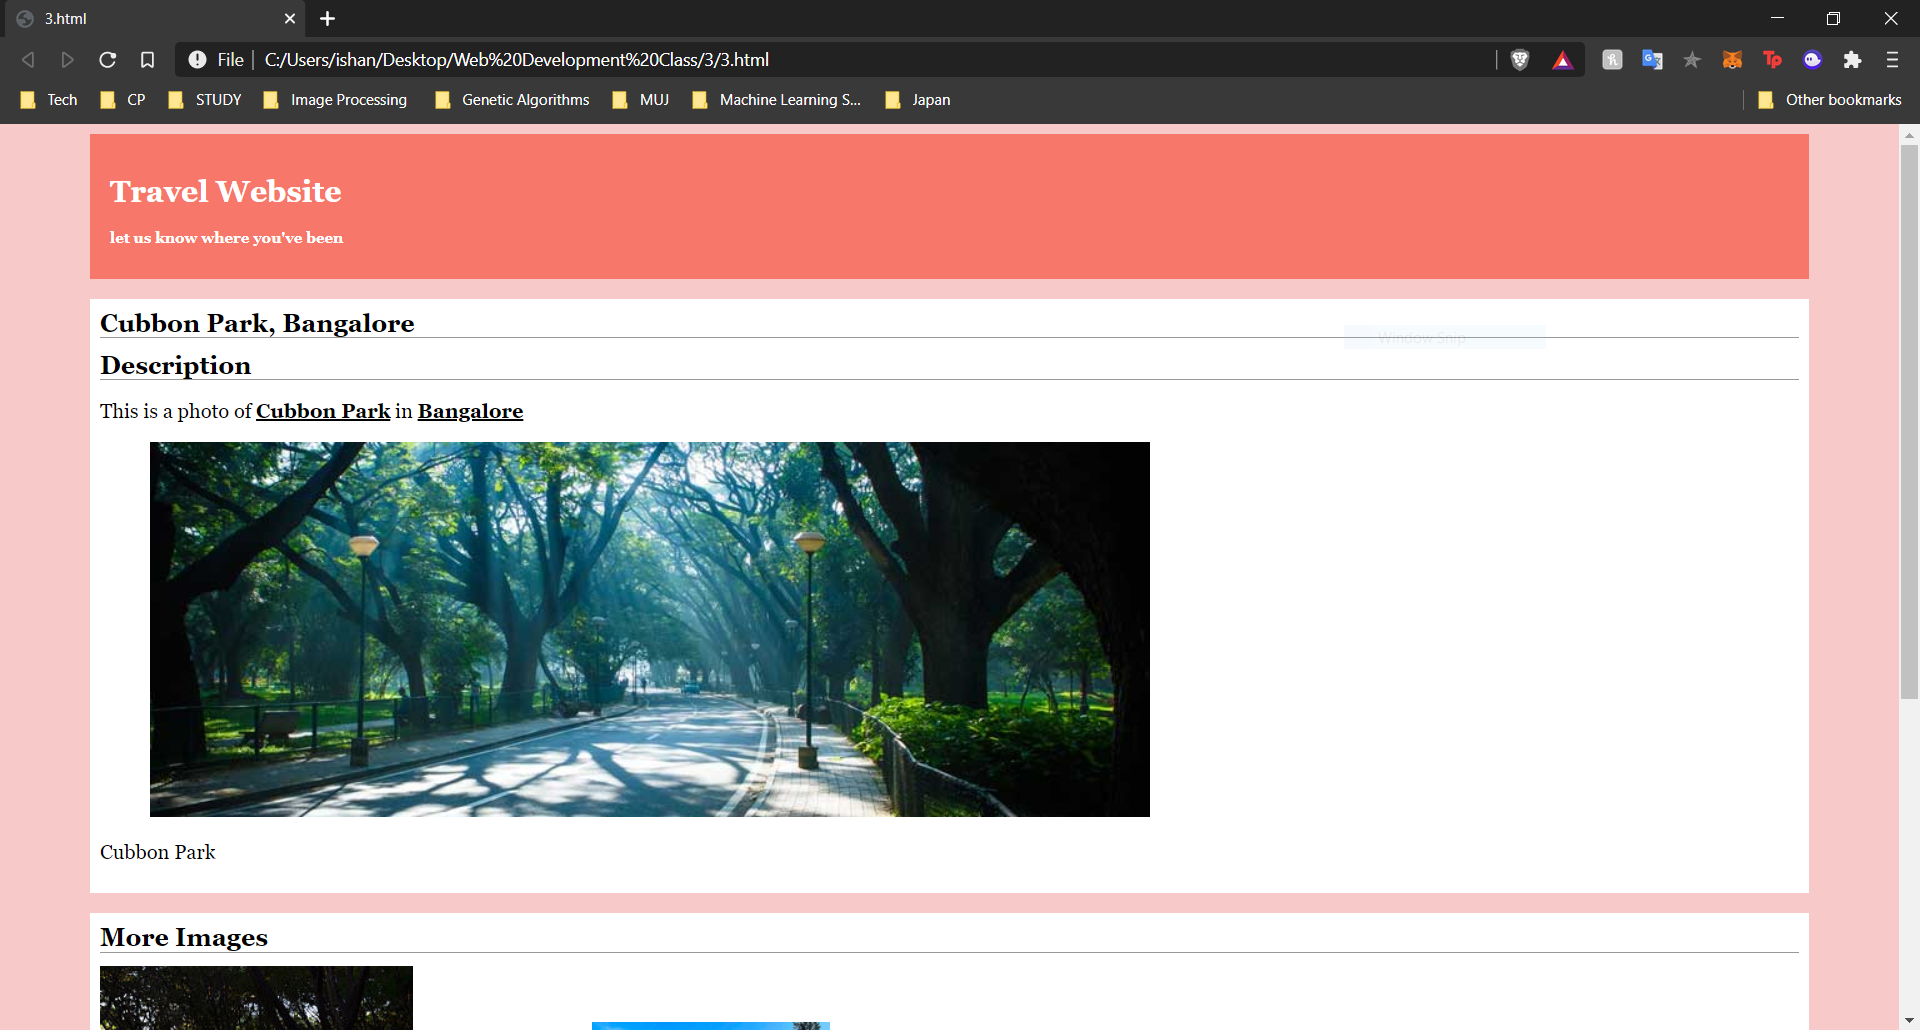 3.html
File C:/Users/ishan/Desktop/Web%20Development%20Class/3/3.html
Tech CP STUDY Image Processing Genetic Algorithms MUJ Machine Learning S... Japan Other bookmarks
Travel Website
let us know where you've been
Cubbon Park, Bangalore
Window Snip
Description
This is a photo of Cubbon Park in Bangalore
Cubbon Park
More Images